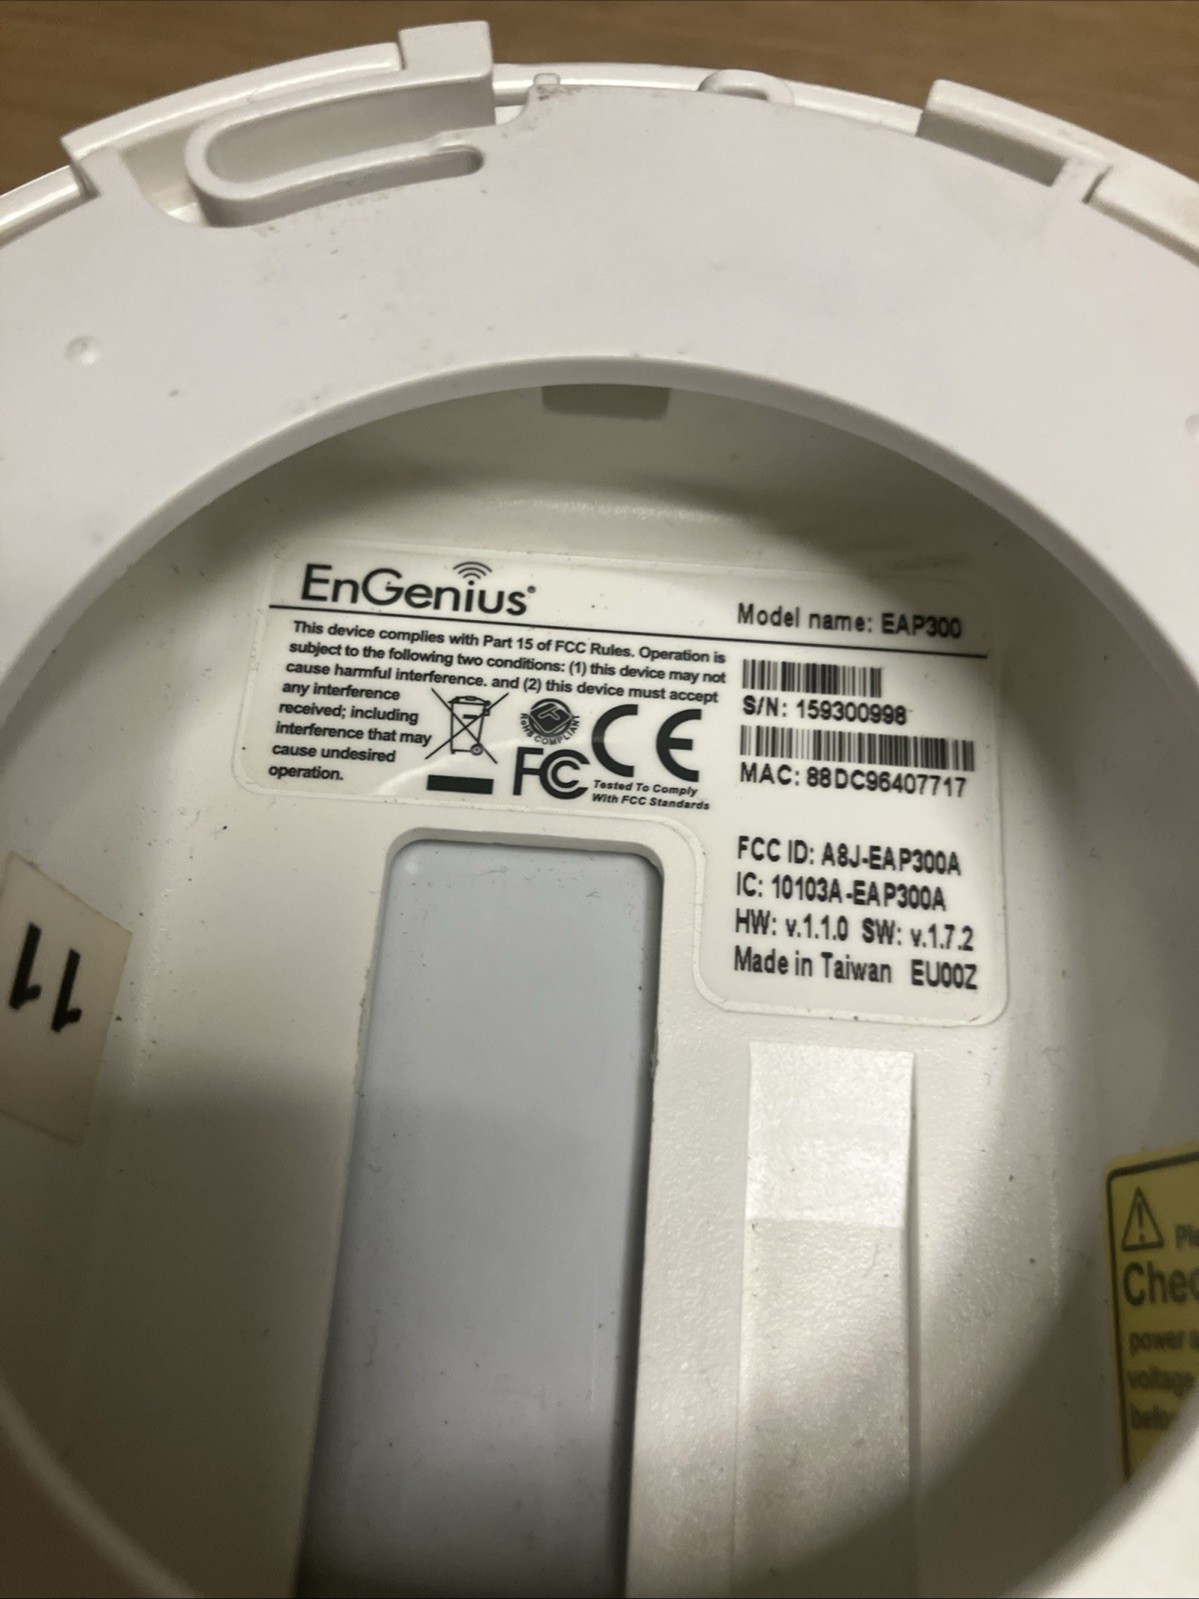 EnGenius®
Model name: EAP300
This device complies with Part 15 of FCC Rules. Operation is
subject to the following two conditions: (1) this device may not
cause harmful interference. and (2) this device must accept
any interference
received; including
interference that may
cause undesired
operation.
RoHS COMPLIANT
FC CE
Tested To Comply
With FCC Standards
S/N: 159300998
MAC: 88DC96407717
FCC ID: A8J-EAP300A
IC: 10103A-EAP300A
HW: v.1.1.0 SW: v.1.7.2
Made in Taiwan EU00Z
11
power
voltage